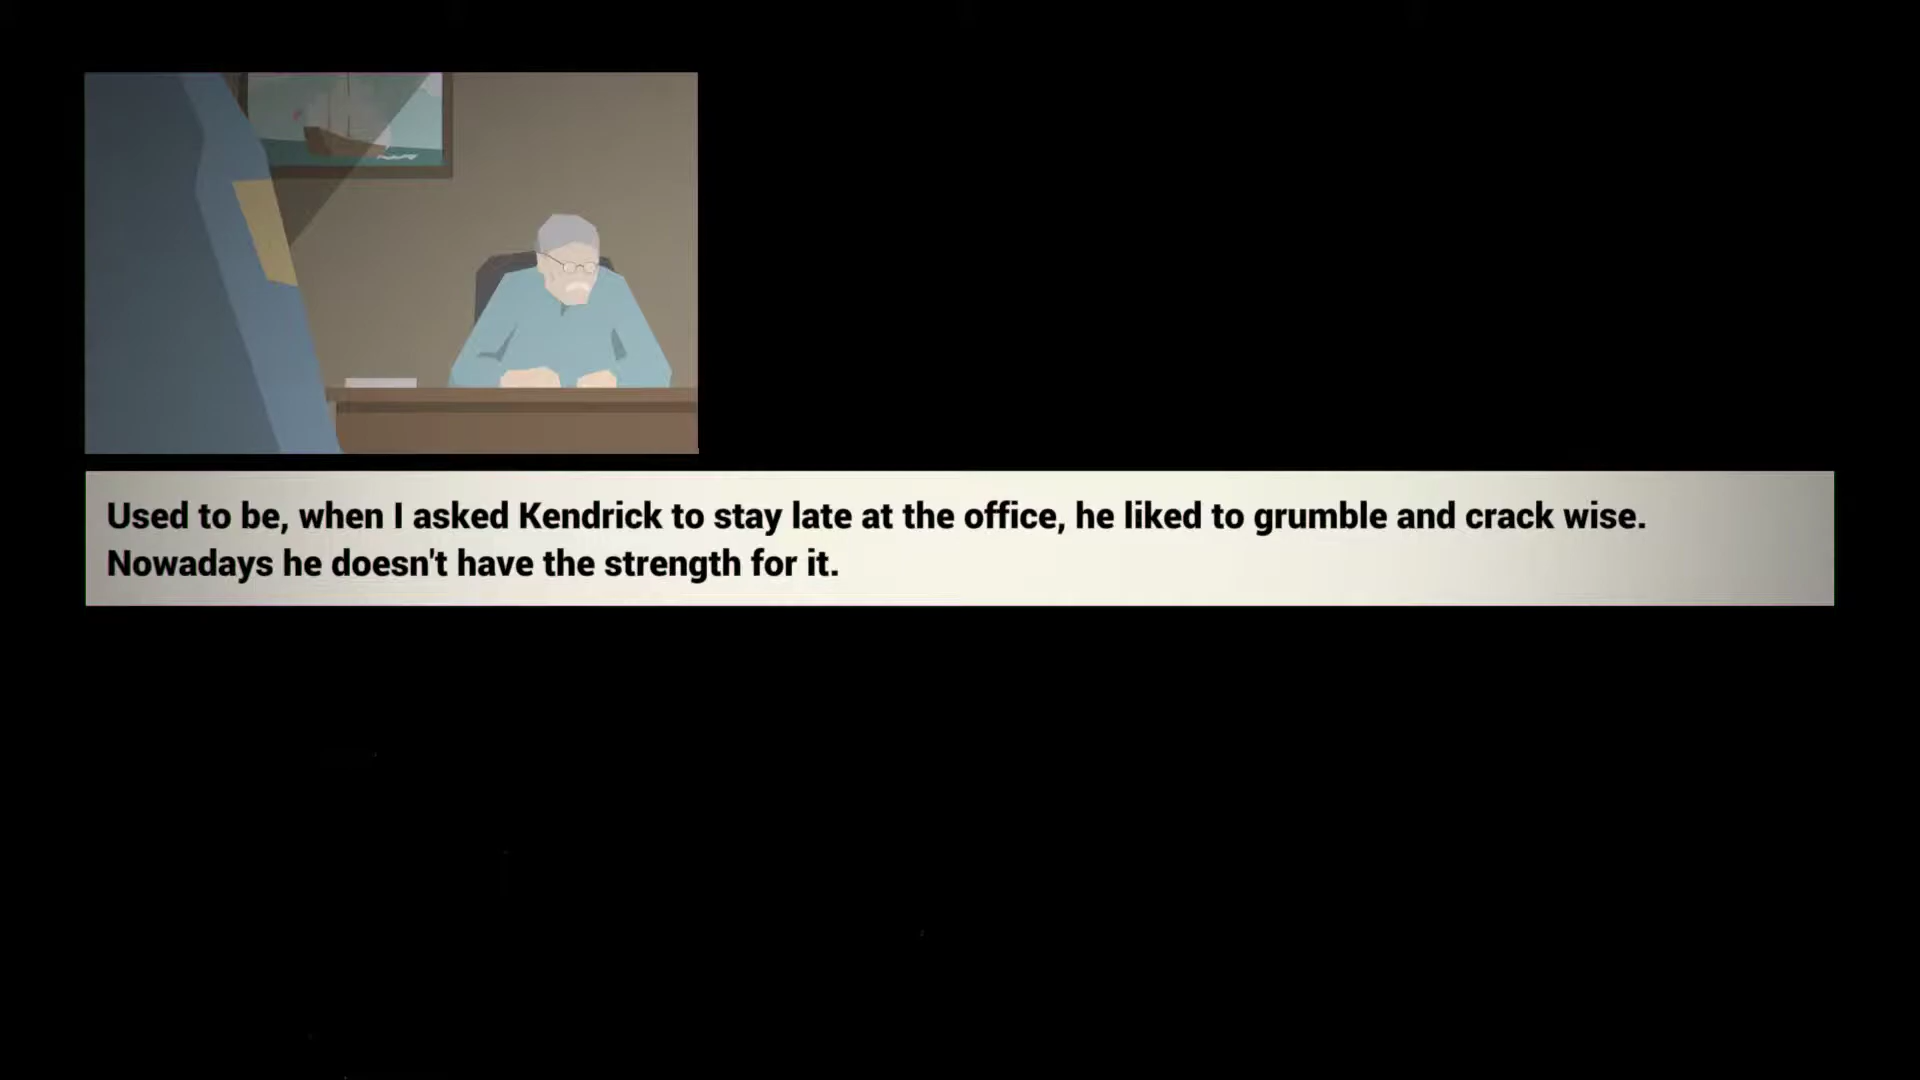 Used to be, when I asked Kendrick to stay late at the office, he liked to grumble and crack wise.
Nowadays he doesn't have the strength for it.